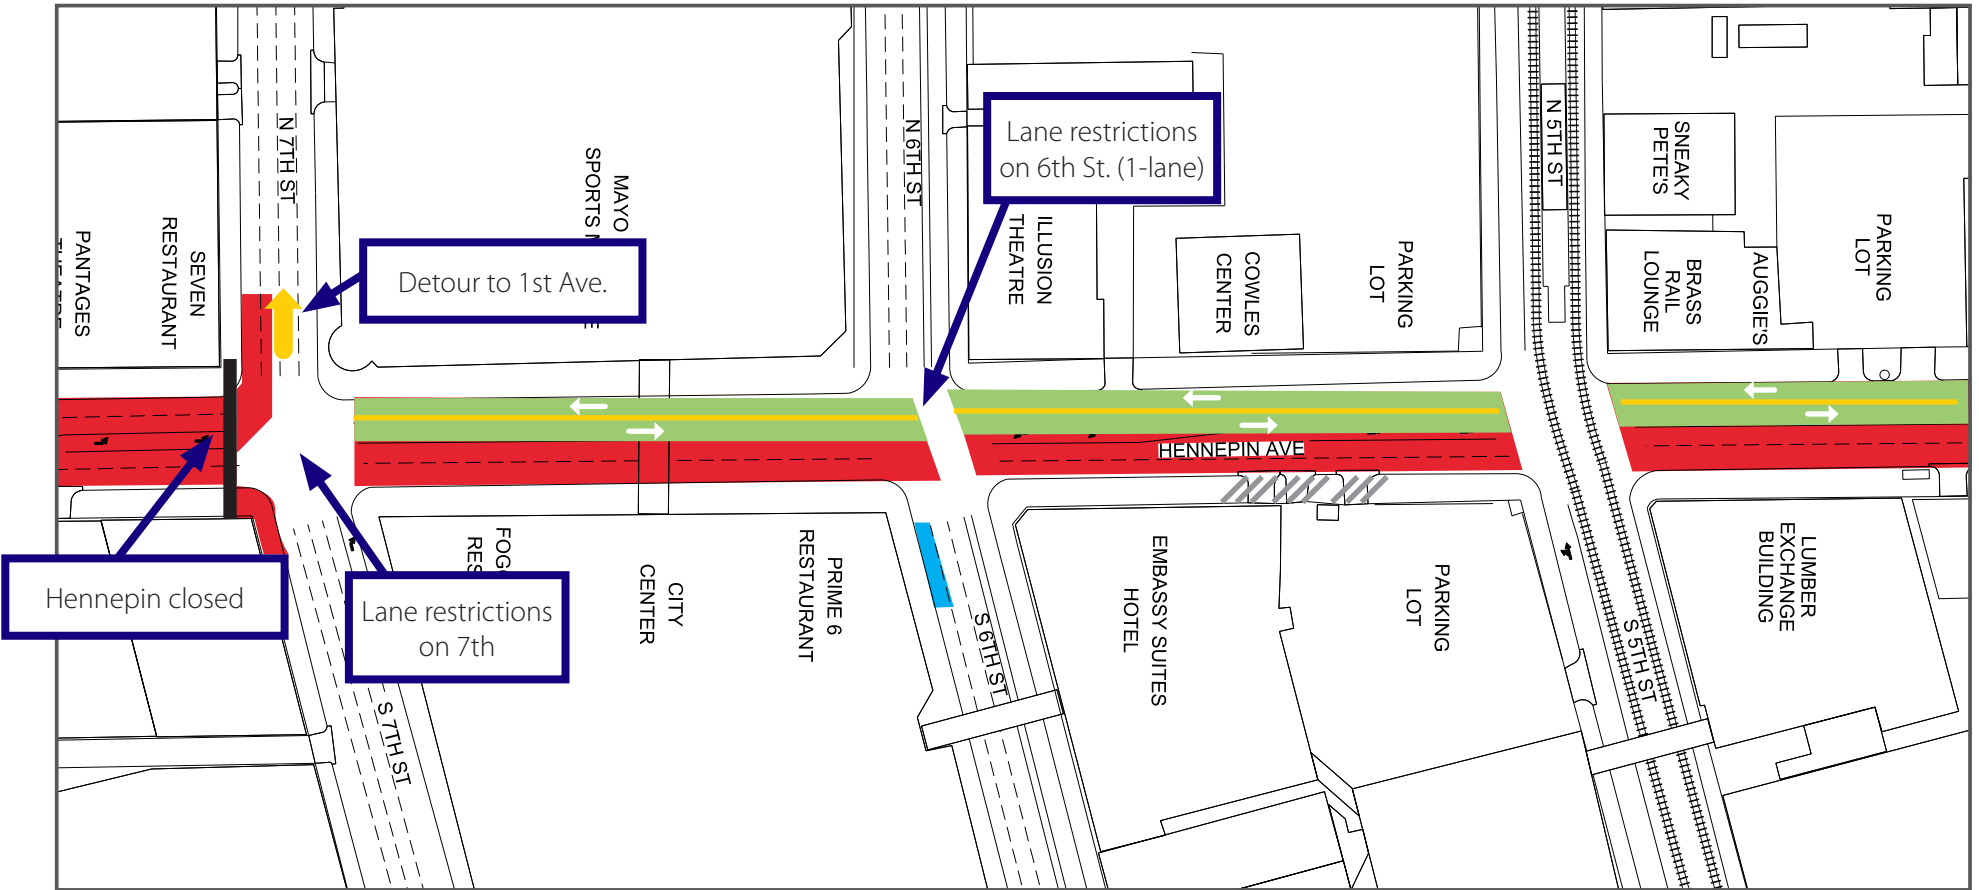 N 7TH ST
N 6TH ST
N 5TH ST
Lane restrictions
on 6th St. (1-lane)
SNEAKY
PETE'S
MAYO
SPORTS
SEVEN
RESTAURANT
PANTAGES
ILLUSION
THEATRE
COWLES
CENTER
PARKING
LOT
BRASS
RAIL
LOUNGE
AUGGIE'S
PARKING
LOT
Detour to 1st Ave.
HENNEPIN AVE
Hennepin closed
Lane restrictions
on 7th
CITY
CENTER
PRIME 6
RESTAURANT
EMBASSY SUITES
HOTEL
PARKING
LOT
LUMBER
EXCHANGE
BUILDING
S 7TH ST
S 6TH ST
S 5TH ST